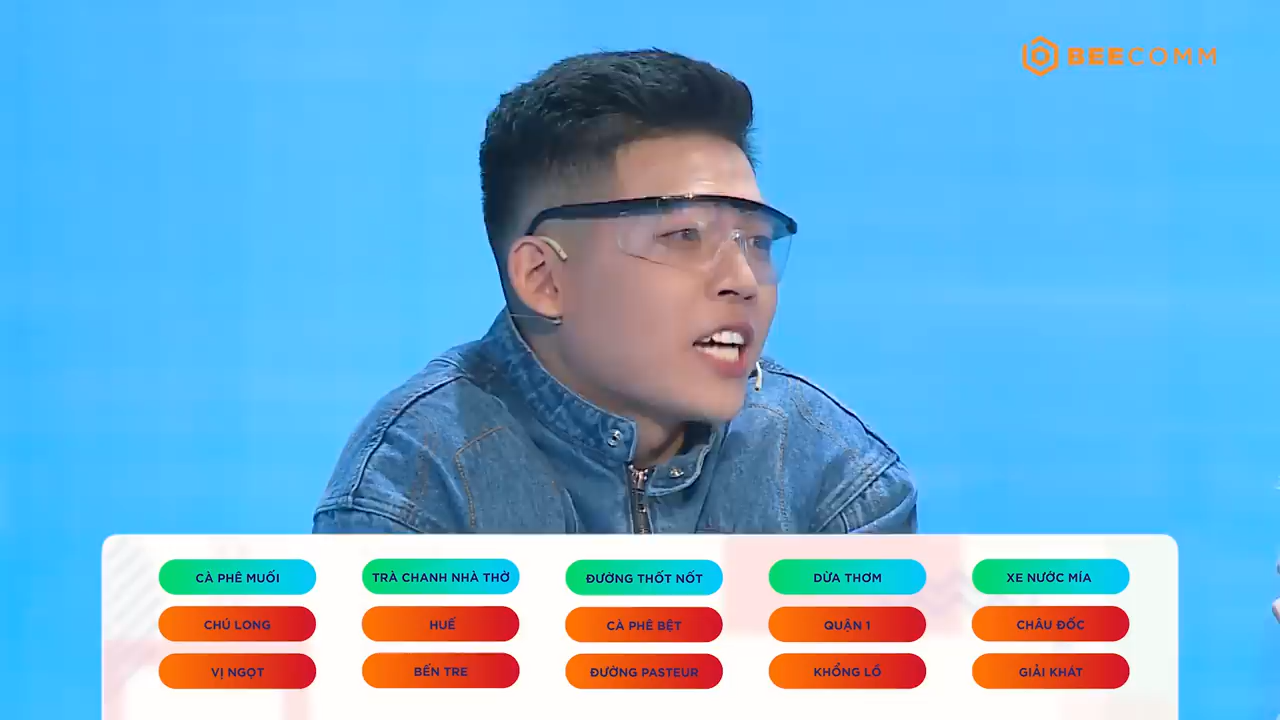 BEECOMM
CÀ PHÊ MUỐI
TRÀ CHANH NHÀ THỜ
ĐƯỜNG THỐT NỐT
DỪA THƠM
XE NƯỚC MÍA
CHÚ LONG
HUẾ
CÀ PHÊ BỆT
QUẬN 1
CHÂU ĐỐC
VỊ NGỌT
BẾN TRE
ĐƯỜNG PASTEUR
KHỔNG LỒ
GIẢI KHÁT